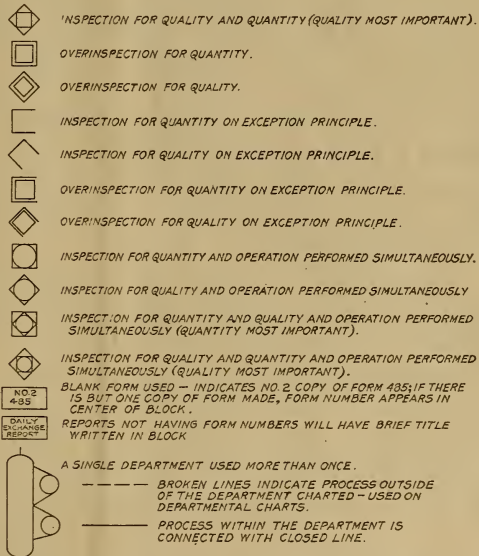 INSPECTION FOR QUALITY AND QUANTITY (QUALITY MOST IMPORTANT).
OVERINSPECTION FOR QUANTITY.
OVERINSPECTION FOR QUALITY.
INSPECTION FOR QUANTITY ON EXCEPTION PRINCIPLE.
INSPECTION FOR QUALITY ON EXCEPTION PRINCIPLE.
OVERINSPECTION FOR QUANTITY ON EXCEPTION PRINCIPLE.
OVERINSPECTION FOR QUALITY ON EXCEPTION PRINCIPLE.
INSPECTION FOR QUANTITY AND OPERATION PERFORMED SIMULTANEOUSLY.
INSPECTION FOR QUALITY AND OPERATION PERFORMED SIMULTANEOUSLY
INSPECTION FOR QUANTITY AND QUALITY AND OPERATION PERFORMED
SIMULTANEOUSLY (QUANTITY MOST IMPORTANT).
INSPECTION FOR QUALITY AND QUANTITY AND OPERATION PERFORMED
SIMULTANEOUSLY (QUALITY MOST IMPORTANT).
NO.2
485
BLANK FORM USED – INDICATES NO. 2 COPY OF FORM 485; IF THERE
IS BUT ONE COPY OF FORM MADE, FORM NUMBER APPEARS IN
CENTER OF BLOCK.
DAILY
EXCHANGE
REPORT
REPORTS NOT HAVING FORM NUMBERS WILL HAVE BRIEF TITLE
WRITTEN IN BLOCK
A SINGLE DEPARTMENT USED MORE THAN ONCE.
BROKEN LINES INDICATE PROCESS OUTSIDE
OF THE DEPARTMENT CHARTED – USED ON
DEPARTMENTAL CHARTS.
PROCESS WITHIN THE DEPARTMENT IS
CONNECTED WITH CLOSED LINE.